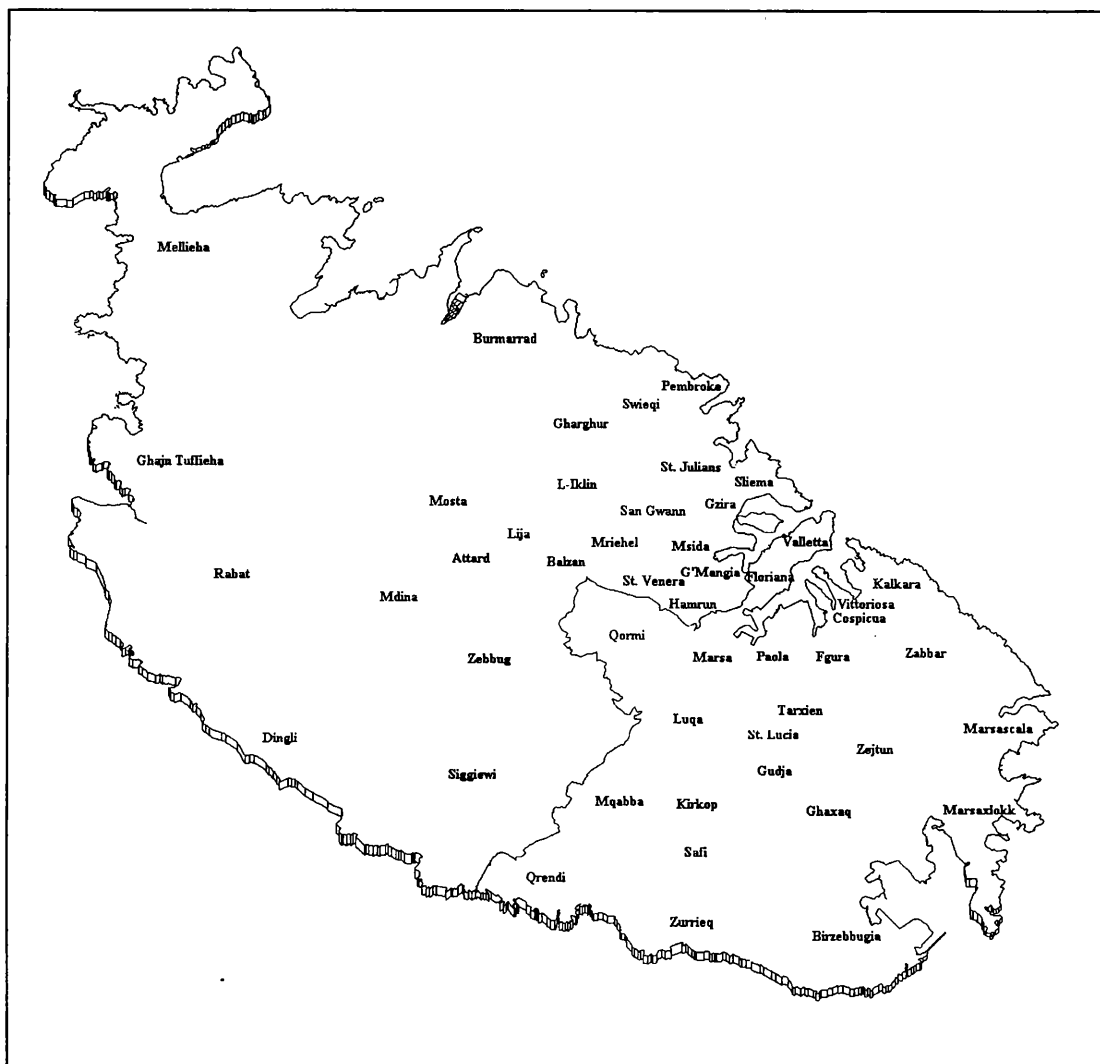 Mellieha
Burmarrad
Pembroke
Swieqi
Gharghur
Ghajn Tuffieha
St. Julians
Sliema
L-Iklin
Mosta
Gzira
San Gwann
Lija
Mriehel
Msida
Valletta
Attard
Balzan
Rabat
G'Mangia
Floriana
St. Venera
Kalkara
Mdina
Hamrun
Vittoriosa
Cospicua
Qormi
Zebbug
Marsa
Paola
Fgura
Zabbar
Luqa
Tarxien
Marsascala
St. Lucia
Dingli
Zejtun
Siggiewi
Gudja
Mqabba
Kirkop
Ghaxaq
Marsaxlokk
Safi
Qrendi
Zurrieq
Birzebbugia